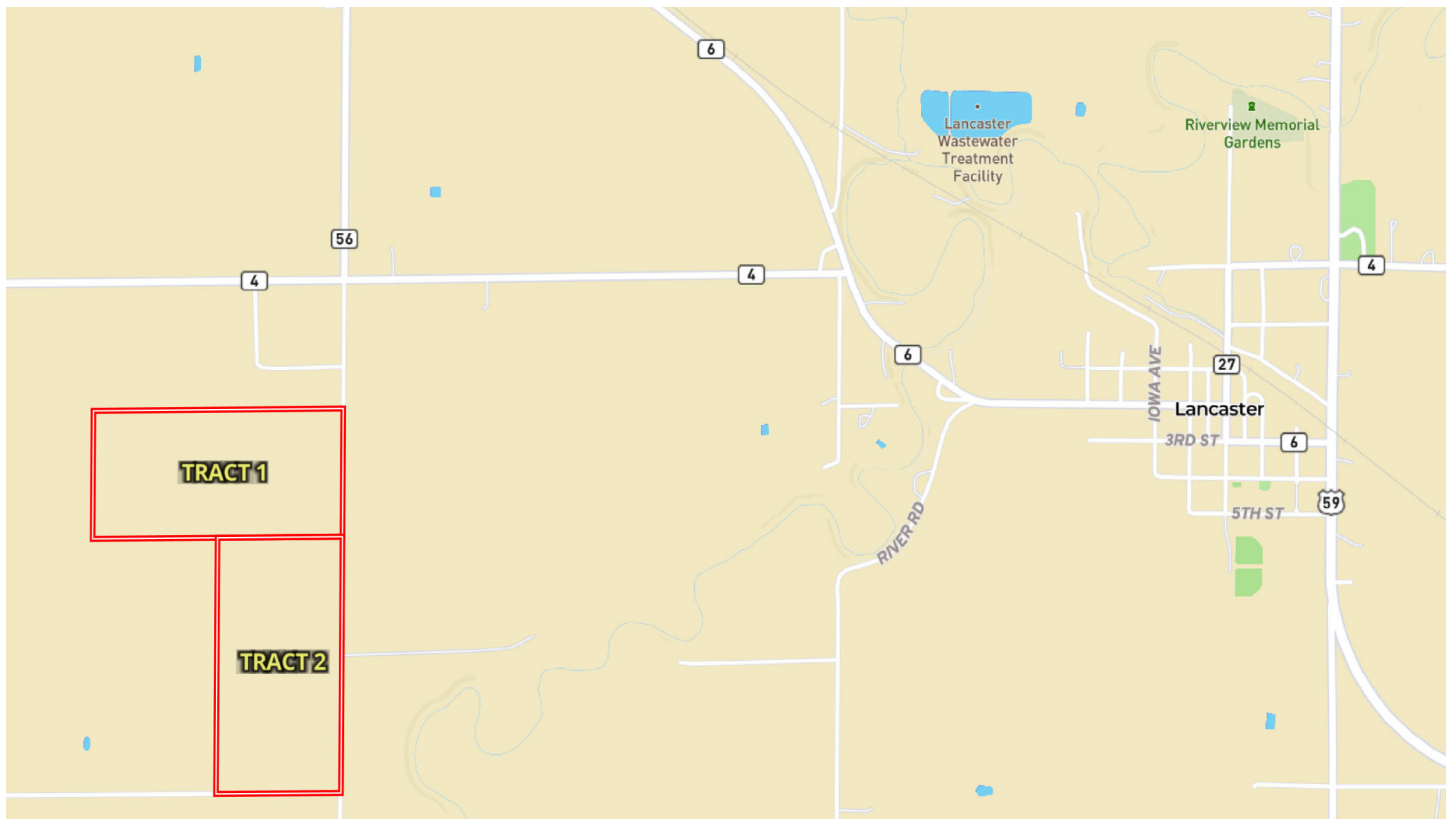 6
Lancaster
Wastewater
Treatment
Facility
Riverview Memorial
Gardens
56
4
4
4
6
IOWA AVE
27
Lancaster
3RD ST
6
TRACT 1
59
5TH ST
RIVER RD
TRACT 2